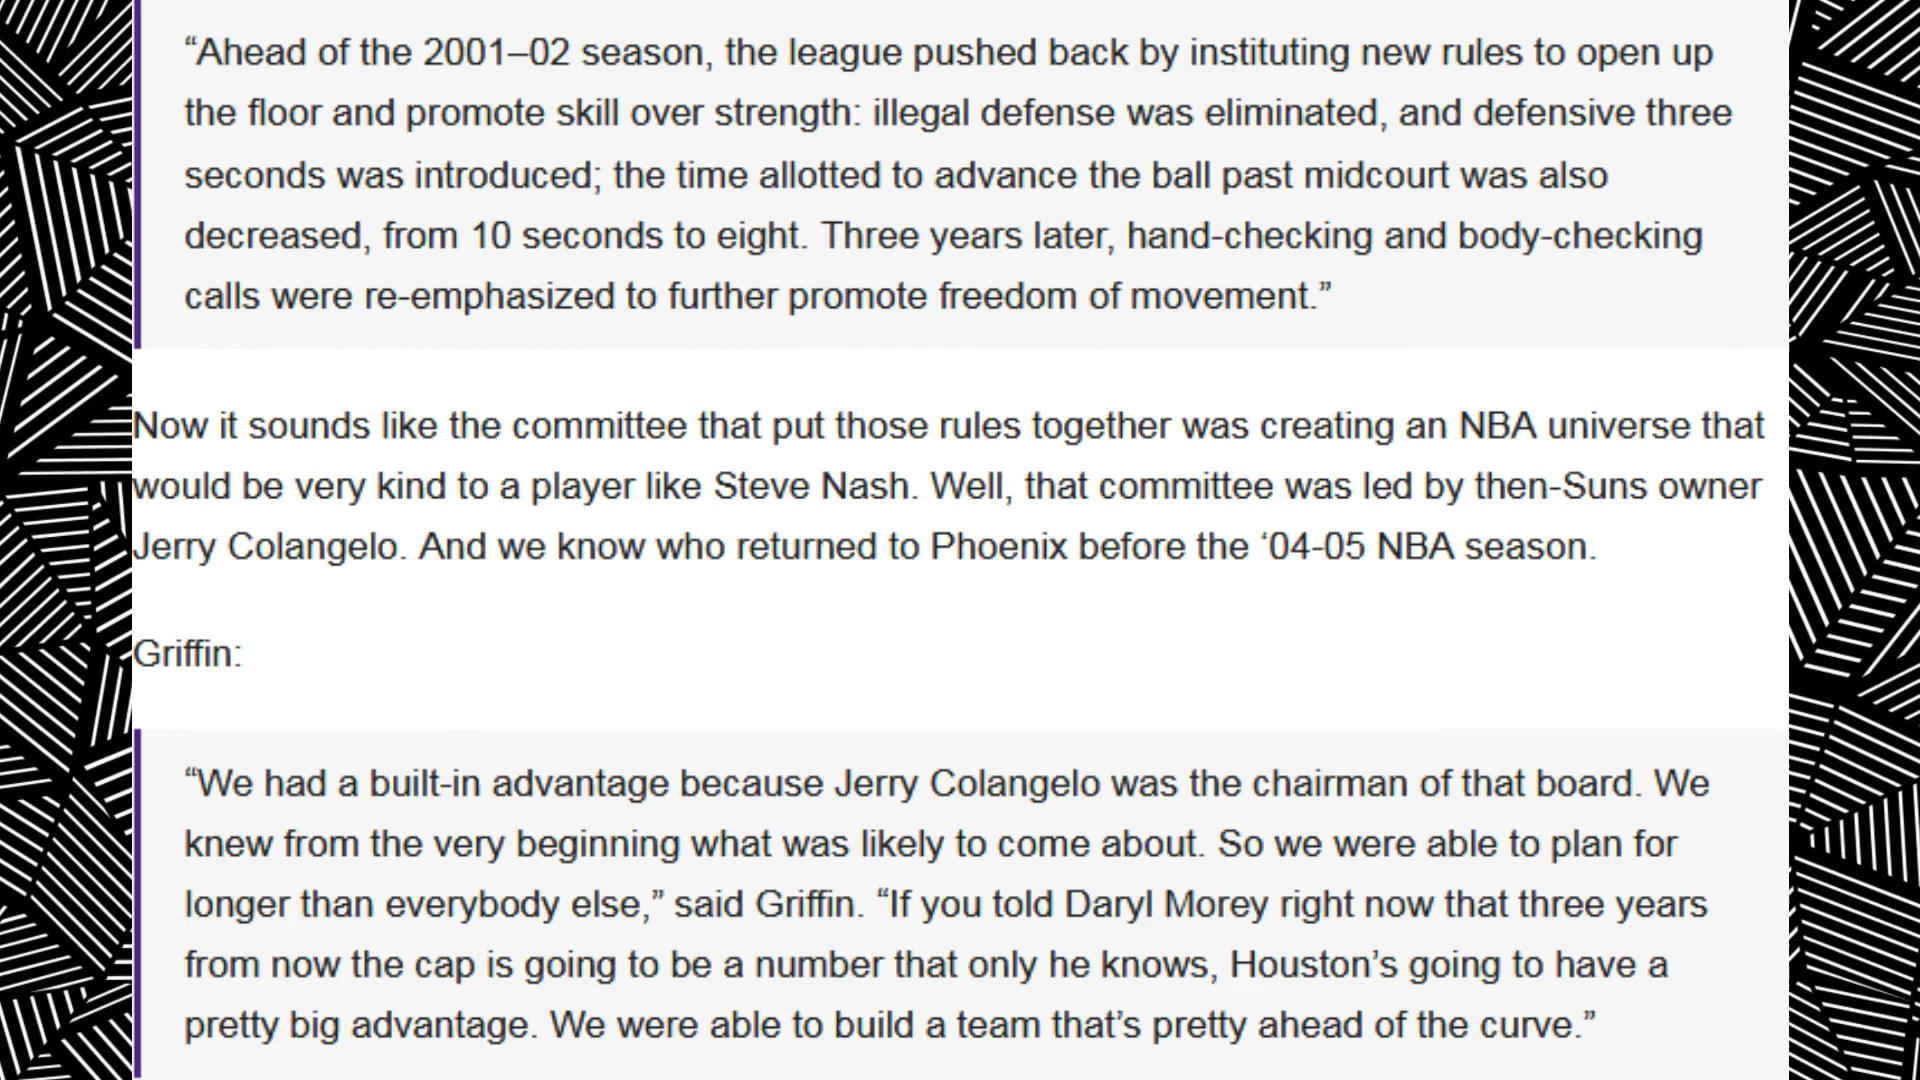 “Ahead of the 2001–02 season, the league pushed back by instituting new rules to open up
the floor and promote skill over strength: illegal defense was eliminated, and defensive three
seconds was introduced; the time allotted to advance the ball past midcourt was also
decreased, from 10 seconds to eight. Three years later, hand-checking and body-checking
calls were re-emphasized to further promote freedom of movement.”
Now it sounds like the committee that put those rules together was creating an NBA universe that
would be very kind to a player like Steve Nash. Well, that committee was led by then-Suns owner
Jerry Colangelo. And we know who returned to Phoenix before the ‘04-05 NBA season.
Griffin:
“We had a built-in advantage because Jerry Colangelo was the chairman of that board. We
knew from the very beginning what was likely to come about. So we were able to plan for
longer than everybody else,” said Griffin. “If you told Daryl Morey right now that three years
from now the cap is going to be a number that only he knows, Houston’s going to have a
pretty big advantage. We were able to build a team that’s pretty ahead of the curve.”